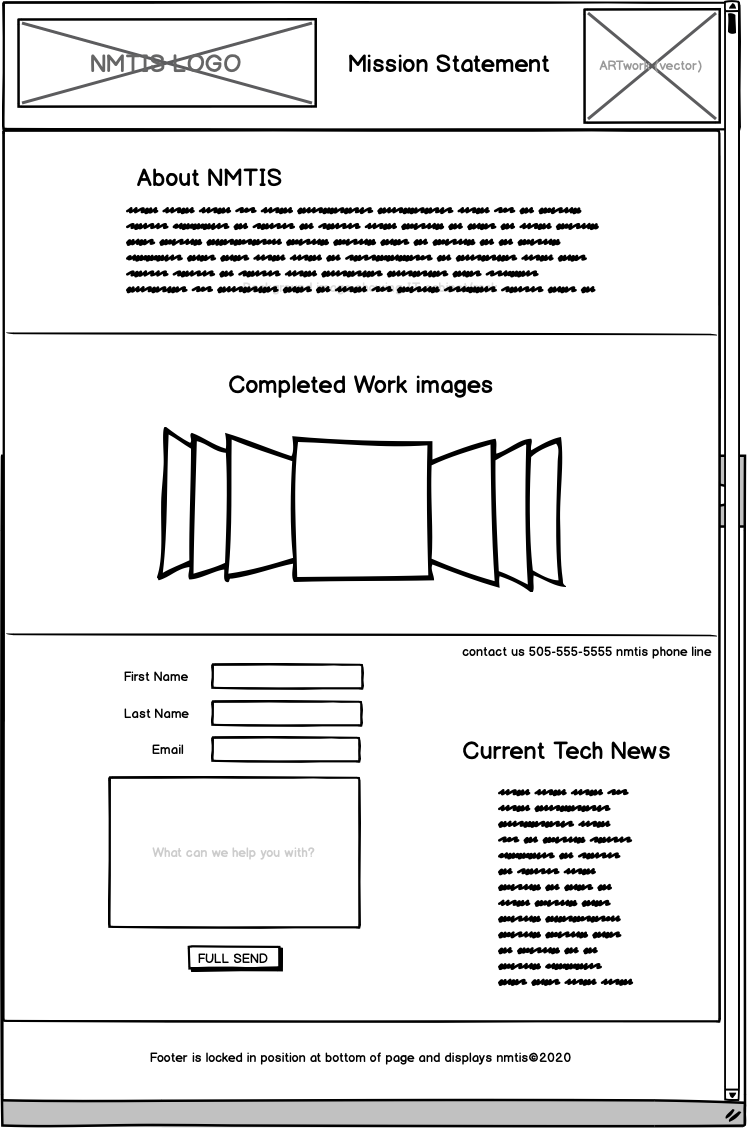 NMTIS LOGO
Mission Statement
ARTwork (vector)
About NMTIS
Completed Work images
contact us 505-555-5555 nmtis phone line
First Name
Last Name
Email
Current Tech News
What can we help you with?
FULL SEND
Footer is locked in position at bottom of page and displays nmtis©2020